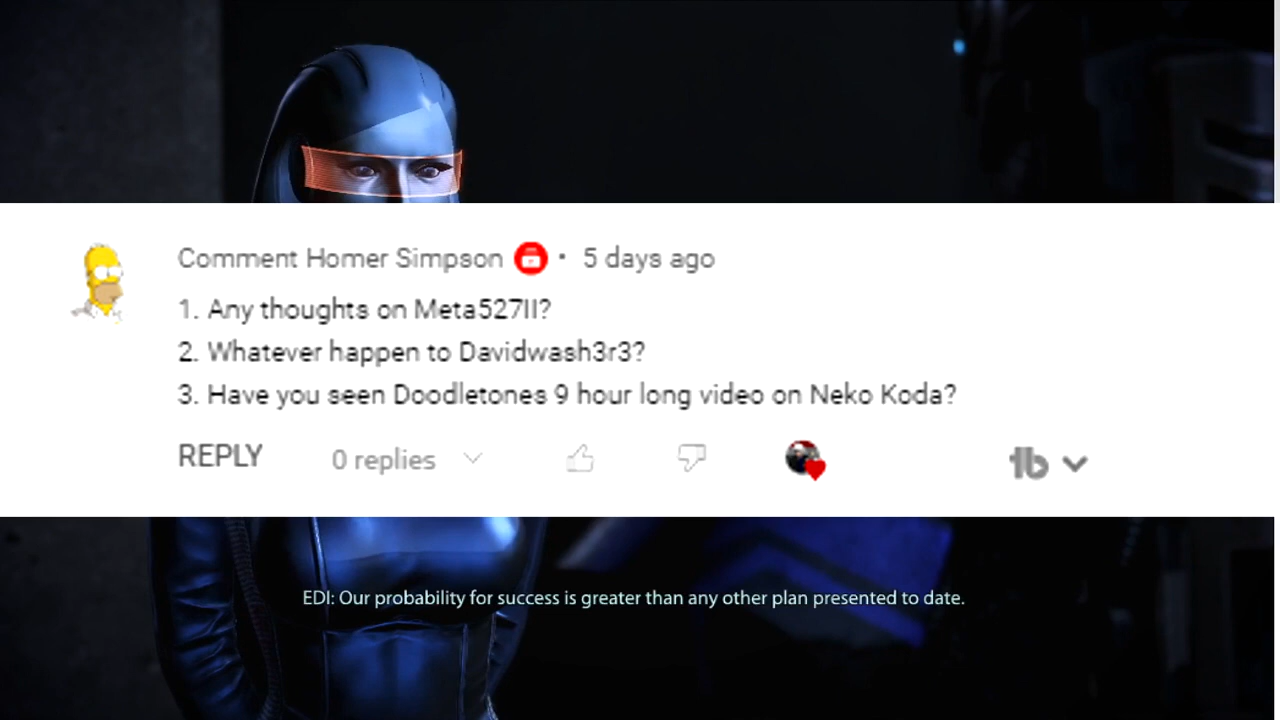 Comment Homer Simpson • 5 days ago
1. Any thoughts on Meta527II?
2. Whatever happen to Davidwash3r3?
3. Have you seen Doodletones 9 hour long video on Neko Koda?
REPLY 0 replies tb
EDI: Our probability for success is greater than any other plan presented to date.